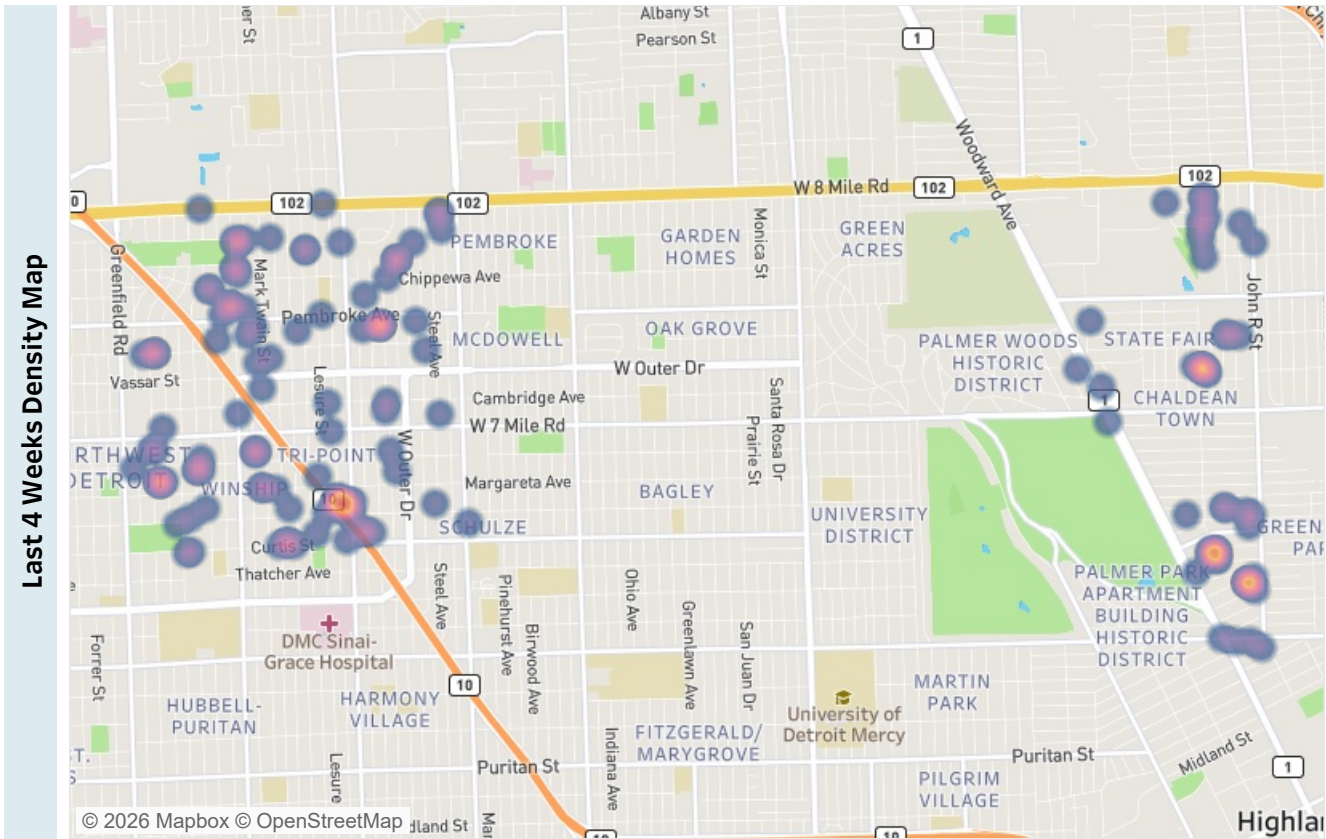 Last 4 Weeks Density Map
Albany St
Pearson St
1
Woodward Ave
W 8 Mile Rd
102
102
102
102
Greenfield Rd
Mark Twain St
PEMBROKE
Chippewa Ave
GARDEN
HOMES
Monica St
GREEN
ACRES
John R St
Pembroke Ave
Steel Ave
MCDOWELL
OAK GROVE
PALMER WOODS
HISTORIC
DISTRICT
STATE FAIR
Vassar St
Lesure St
W Outer Dr
Cambridge Ave
W 7 Mile Rd
Santa Rosa Dr
Prairie St
1
CHALDEAN
TOWN
TRI-POINT
W Outer Dr
DETROIT
WINSHIP
10
Margareta Ave
BAGLEY
SCHULZE
UNIVERSITY
DISTRICT
GREEN
Curtis St
Thatcher Ave
Steel Ave
Pinehurst Ave
Birwood Ave
Ohio Ave
Greenlawn Ave
San Juan Dr
PALMER PARK
APARTMENT
BUILDING
HISTORIC
DISTRICT
DMC Sinai-
Grace Hospital
Forrer St
10
HUBBELL-
PURITAN
HARMONY
VILLAGE
MARTIN
PARK
University of
Detroit Mercy
FITZGERALD/
MARYGROVE
Indiana Ave
Lesure
Puritan St
Puritan St
Midland St
1
PILGRIM
VILLAGE
© 2026 Mapbox © OpenStreetMap
10
10